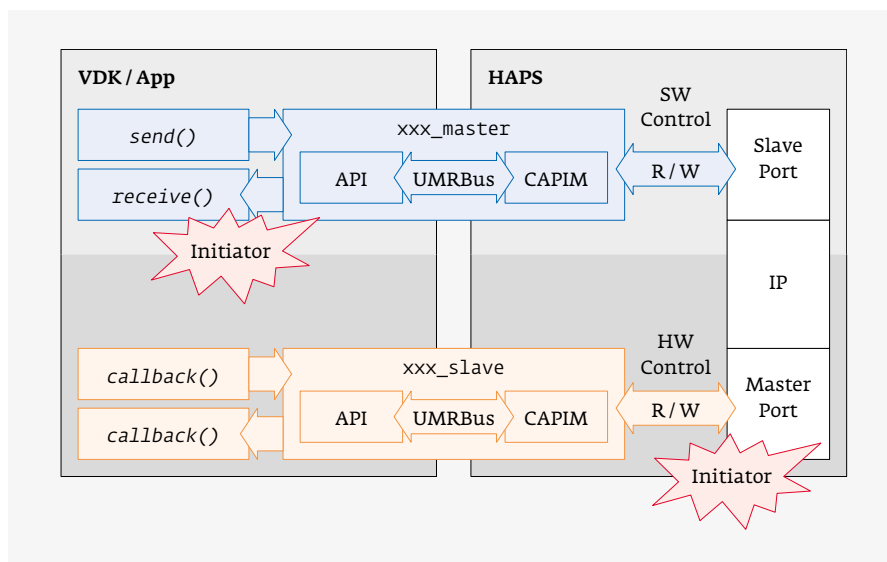 VDK / App
HAPS
send()
receive()
xxx_master
API
UMRBus
CAPIM
SW
Control
R / W
Slave
Port
Initiator
IP
callback()
callback()
xxx_slave
API
UMRBus
CAPIM
HW
Control
R / W
Master
Port
Initiator